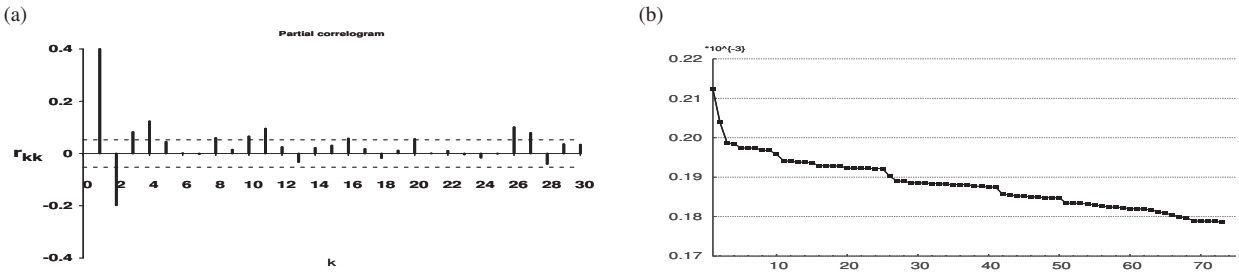 (a)
Partial correlogram
0.4
0.2
r_kk
0
0 2 4 6 8 10 12 14 16 18 20 22 24 26 28 30
-0.2
-0.4
k
(b)
*10^{-3}
0.22
0.21
0.20
0.19
0.18
0.17
10 20 30 40 50 60 70